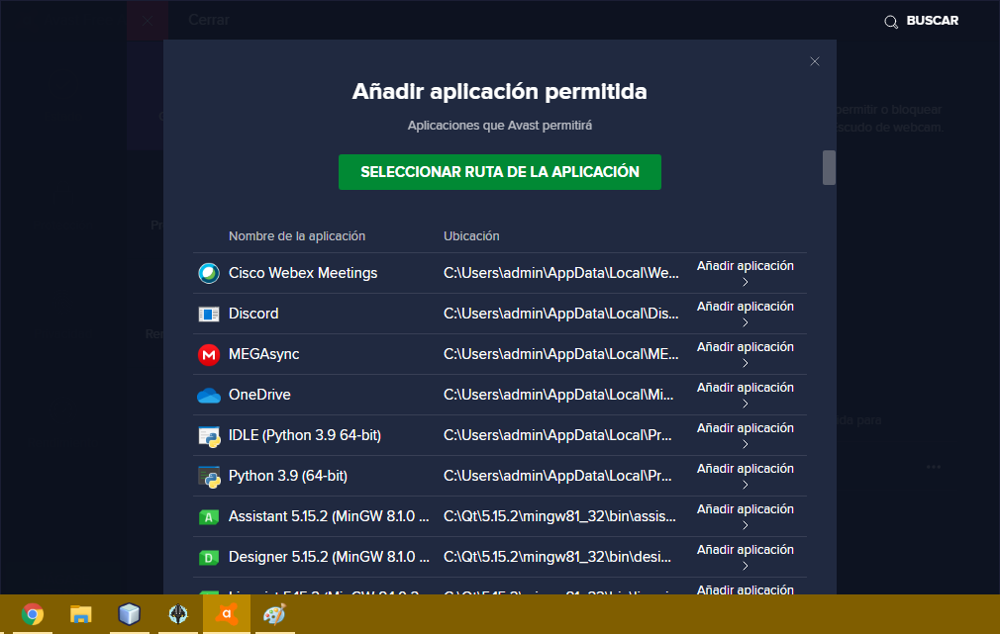 Cerrar
BUSCAR
Añadir aplicación permitida
permitir o bloquear
Aplicaciones que Avast permitirá
escudo de webcam
SELECCIONAR RUTA DE LA APLICACIÓN
Nombre de la aplicación Ubicación
Cisco Webex Meetings C:\Users\admin\AppData\Local\We... Añadir aplicación
Discord C:\Users\admin\AppData\Local\Dis... Añadir aplicación
MEGAsync C:\Users\admin\AppData\Local\ME... Añadir aplicación
OneDrive C:\Users\admin\AppData\Local\Mi... Añadir aplicación
IDLE (Python 3.9 64-bit) C:\Users\admin\AppData\Local\Pr... Añadir aplicación
Python 3.9 (64-bit) C:\Users\admin\AppData\Local\Pr... Añadir aplicación
Assistant 5.15.2 (MinGW 8.1.0 ... C:\Qt\5.15.2\mingw81_32\bin\assis... Añadir aplicación
Designer 5.15.2 (MinGW 8.1.0 ... C:\Qt\5.15.2\mingw81_32\bin\desi... Añadir aplicación
Añadir aplicación